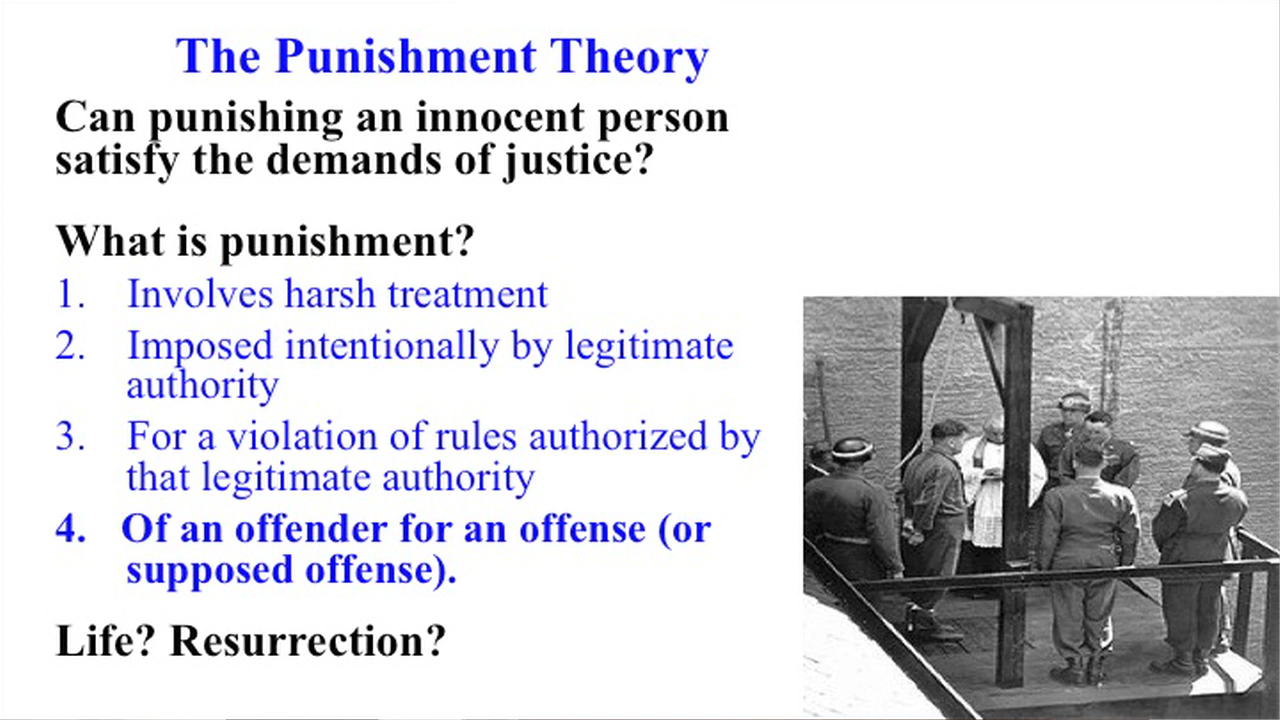 The Punishment Theory
Can punishing an innocent person
satisfy the demands of justice?
What is punishment?
1. Involves harsh treatment
2. Imposed intentionally by legitimate
authority
3. For a violation of rules authorized by
that legitimate authority
4. Of an offender for an offense (or
supposed offense).
Life? Resurrection?